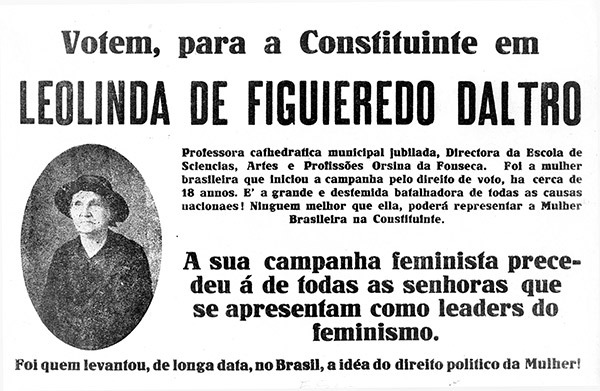 Votem, para a Constituinte em
LEOLINDA DE FIGUIEREDO DALTRO
Professora cathedratica municipal jubilada, Directora da Escola de
Sciencias, Artes e Profissões Orsina da Fonseca. Foi a mulher
brasileira que iniciou a campanha pelo direito de voto, ha cerca de
18 annos. E' a grande e destemida batalhadora de todas as causas
nacionaes! Ninguem melhor que ella, poderá representar a Mulher
Brasileira na Constituinte.
A sua campanha feminista prece-
deu á de todas as senhoras que
se apresentam como leaders do
feminismo.
Foi quem levantou, de longa data, no Brasil, a idéa do direito politico da Mulher!